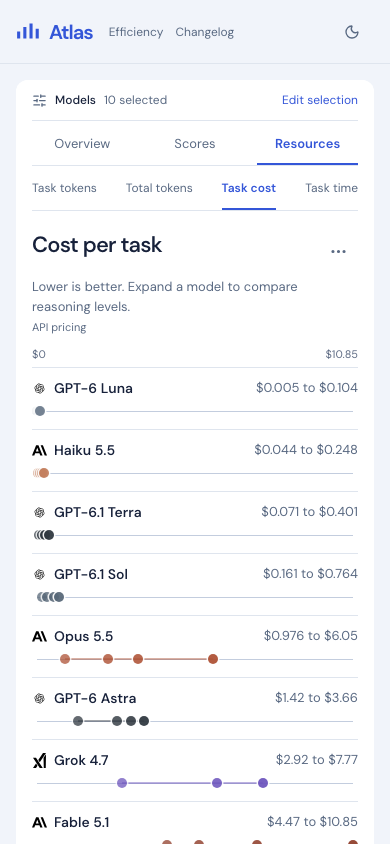 Atlas Efficiency Changelog
Models 10 selected Edit selection
Overview Scores Resources
Task tokens Total tokens Task cost Task time
Cost per task
...
Lower is better. Expand a model to compare
reasoning levels.
API pricing
$0 $10.85
GPT-6 Luna $0.005 to $0.104
Haiku 5.5 $0.044 to $0.248
GPT-6.1 Terra $0.071 to $0.401
GPT-6.1 Sol $0.161 to $0.764
Opus 5.5 $0.976 to $6.05
GPT-6 Astra $1.42 to $3.66
Grok 4.7 $2.92 to $7.77
Fable 5.1 $4.47 to $10.85